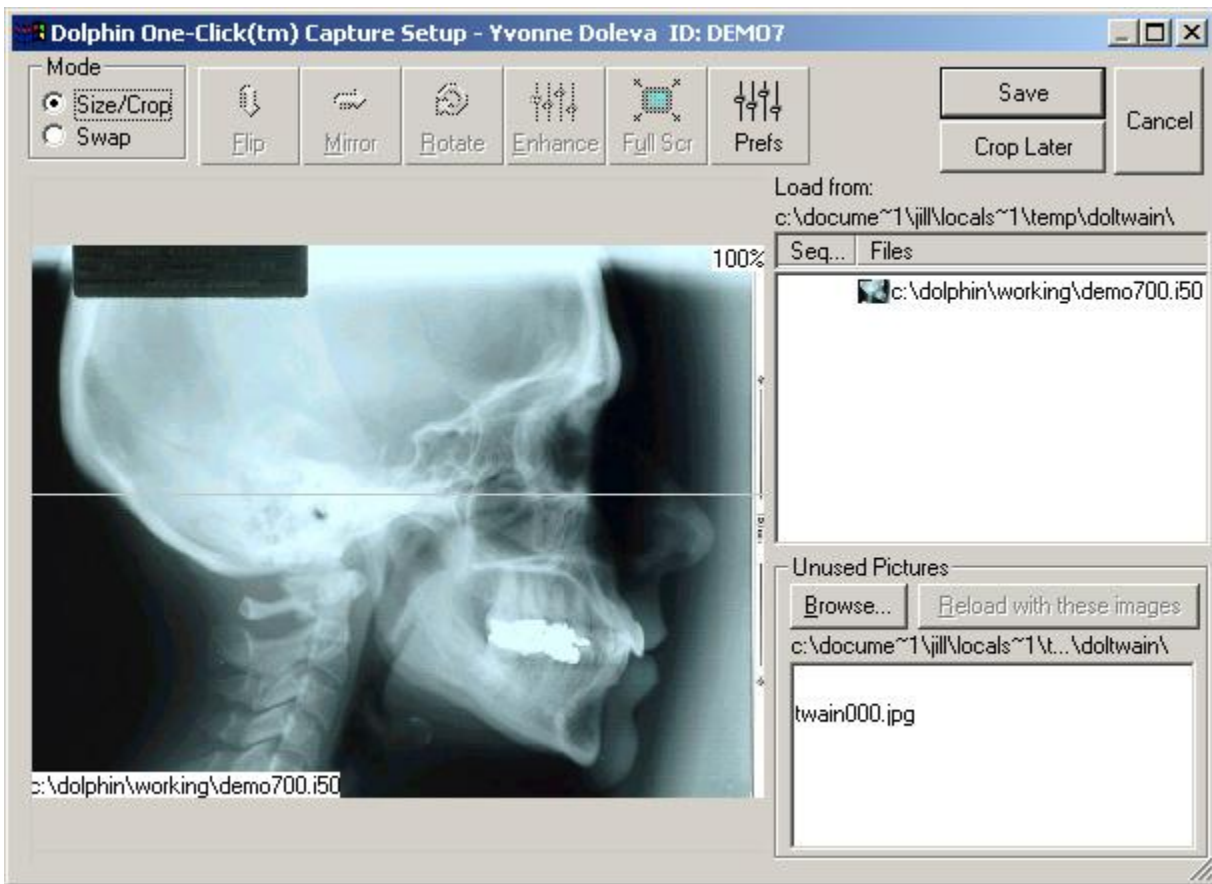 Dolphin One-Click(tm) Capture Setup - Yvonne Doleva ID: DEMO7
Mode
Size/Crop
Swap
Flip
Mirror
Rotate
Enhance
Full Scr
Prefs
Save
Crop Later
Cancel
Load from:
c:\docume~1\jill\locals~1\temp\doltwain\
Seq... Files
c:\dolphin\working\demo700.i50
100%
c:\dolphin\working\demo700.i50
Unused Pictures
Browse...
Reload with these images
c:\docume~1\jill\locals~1\t...\doltwain\
twain000.jpg